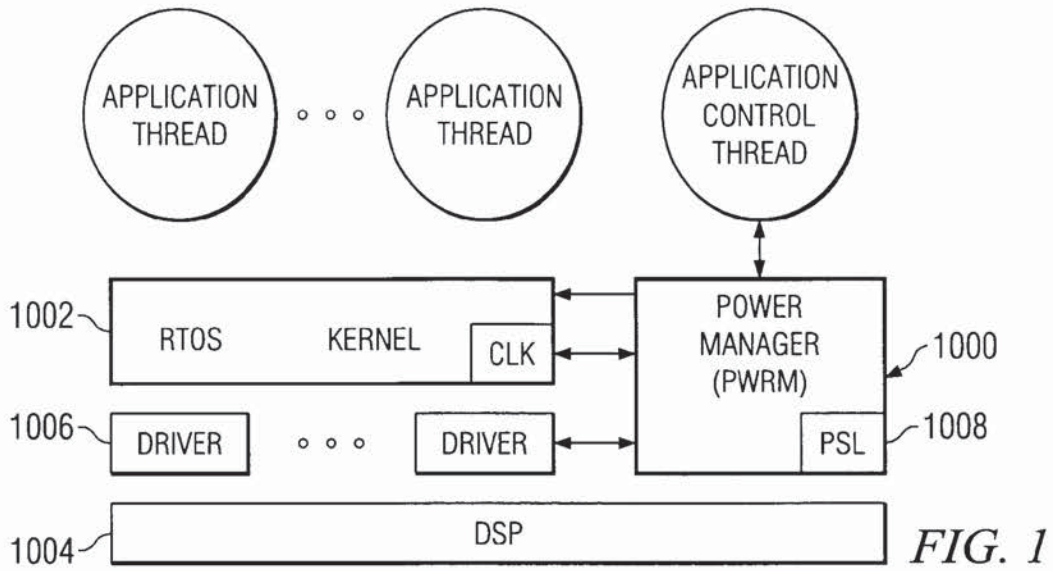 APPLICATION
THREAD
APPLICATION
THREAD
APPLICATION
CONTROL
THREAD
1002
RTOS KERNEL
CLK
POWER
MANAGER
(PWRM)
1000
1006
DRIVER
DRIVER
PSL
1008
1004
DSP
FIG. 1